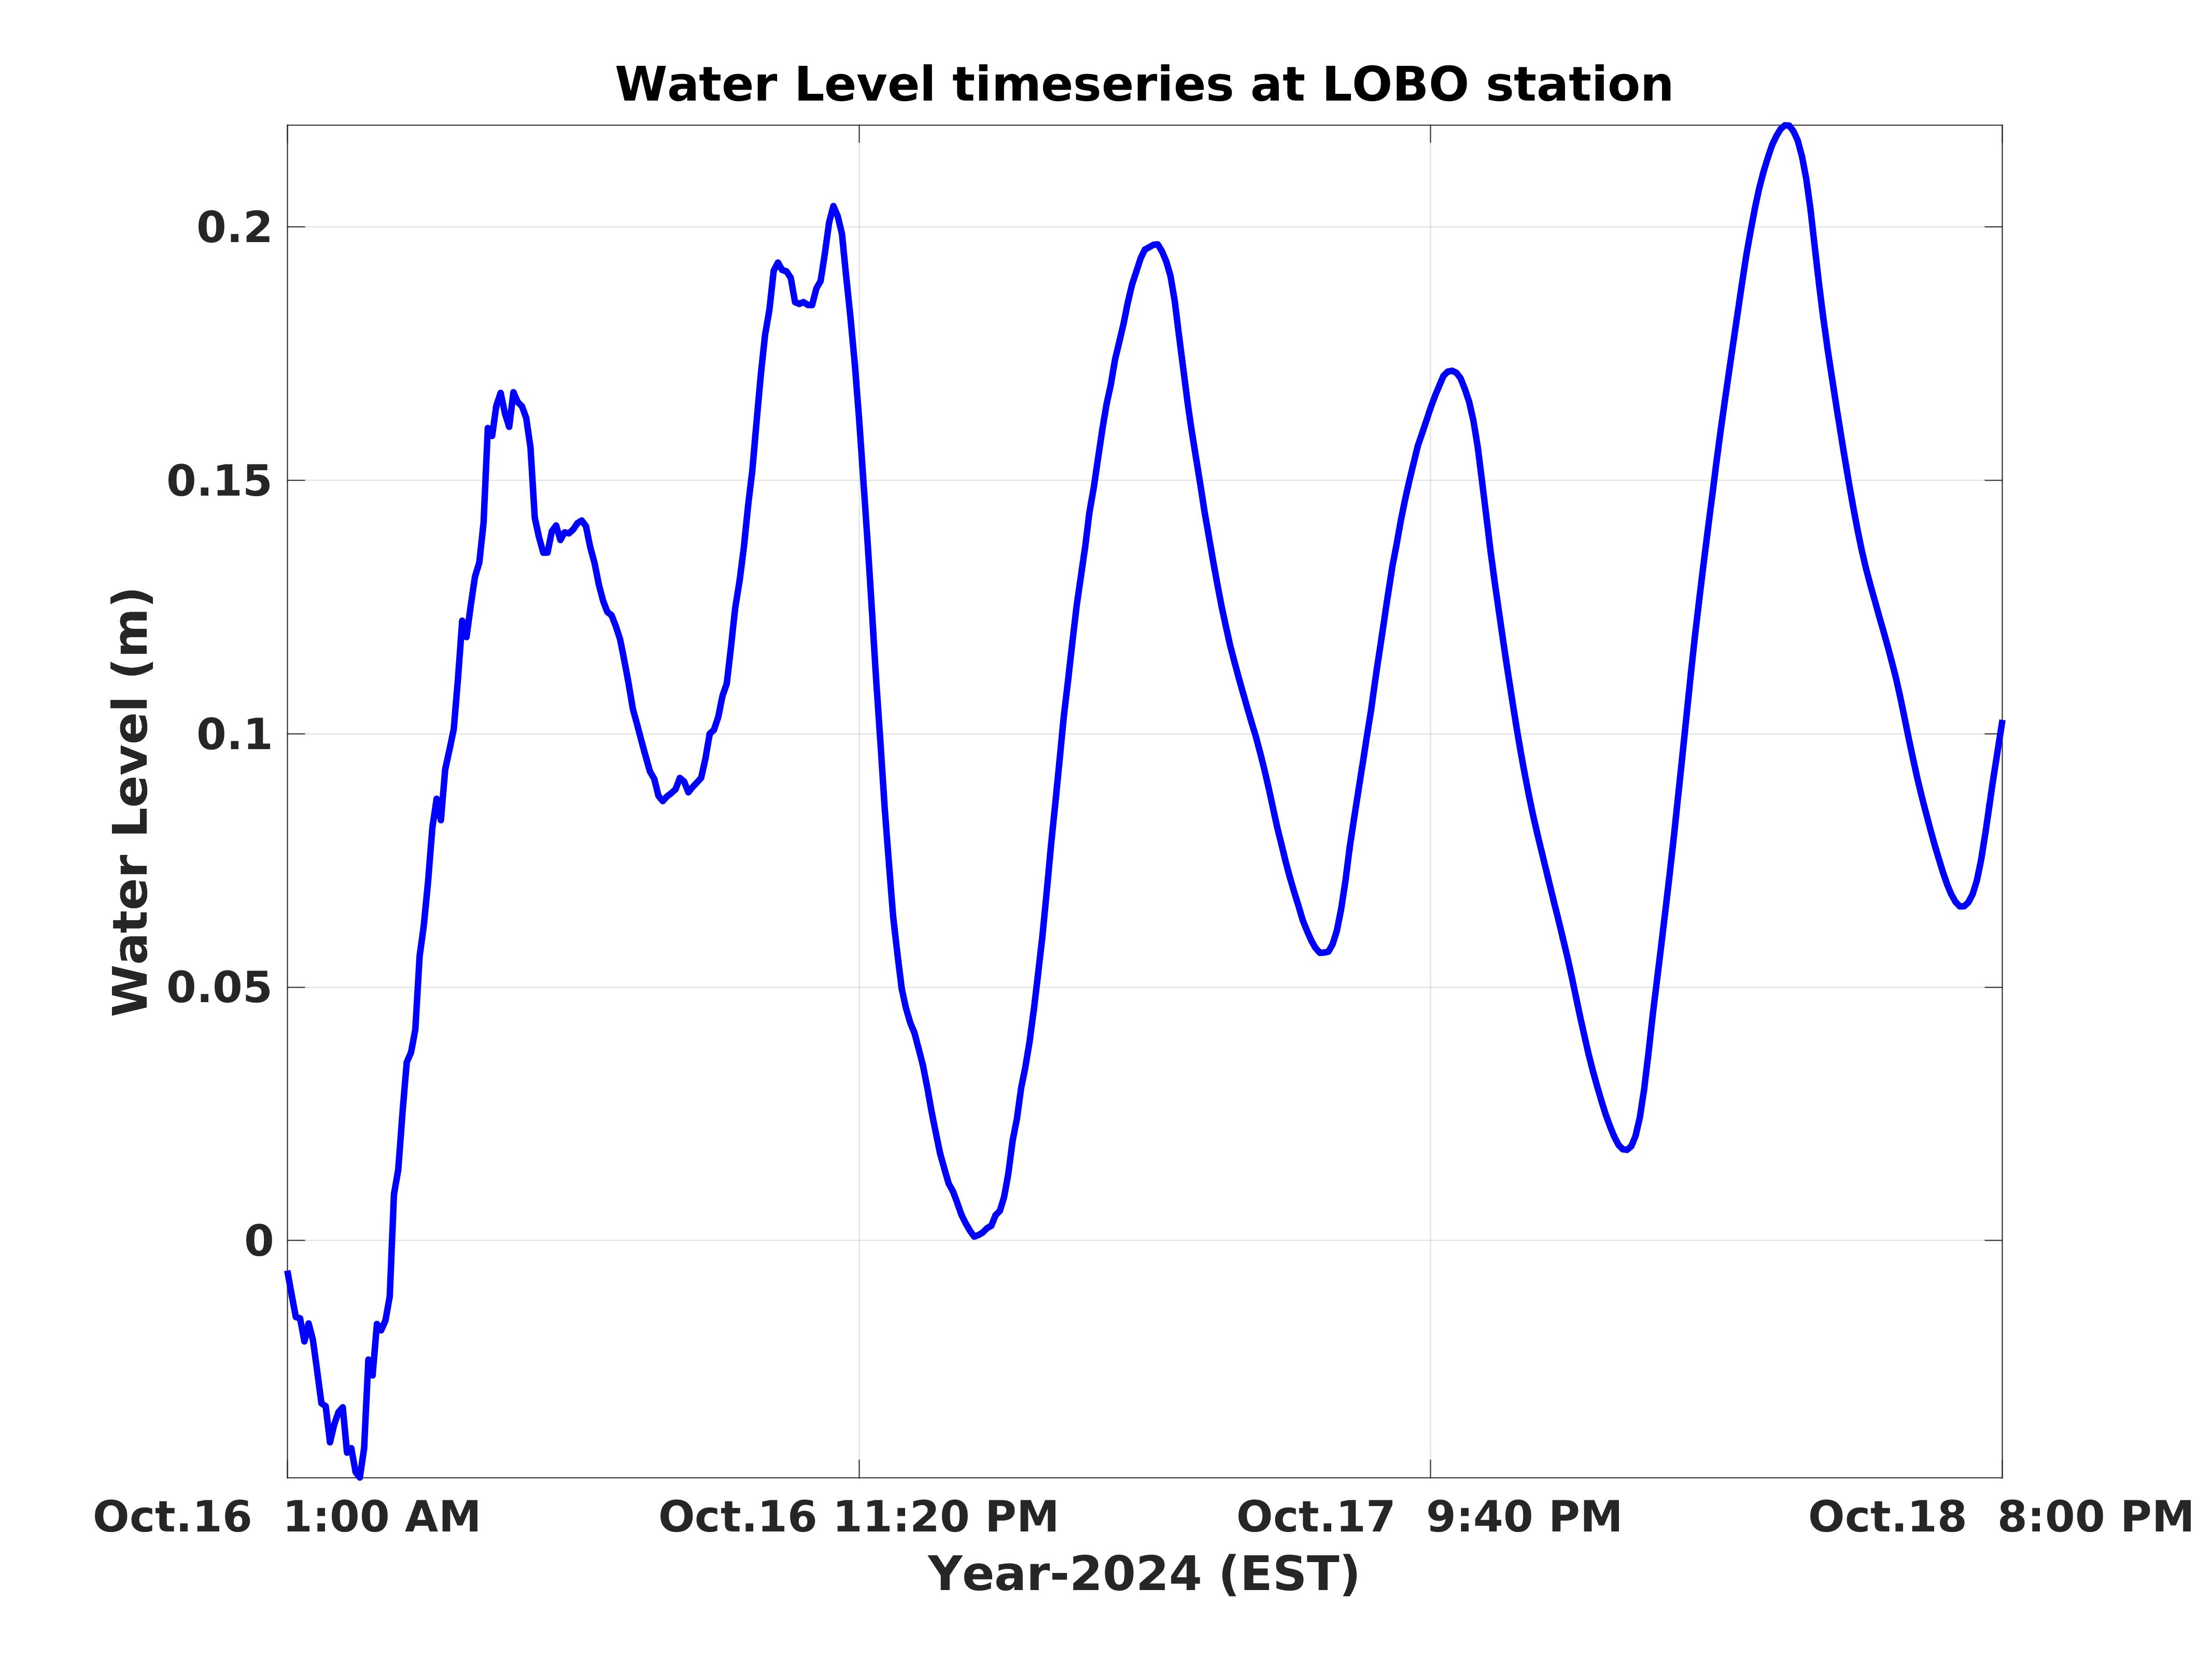 Water Level timeseries at LOBO station
Water Level (m)
0.2
0.15
0.1
0.05
0
Oct.16 1:00 AM
Oct.16 11:20 PM
Oct.17 9:40 PM
Oct.18 8:00 PM
Year-2024 (EST)